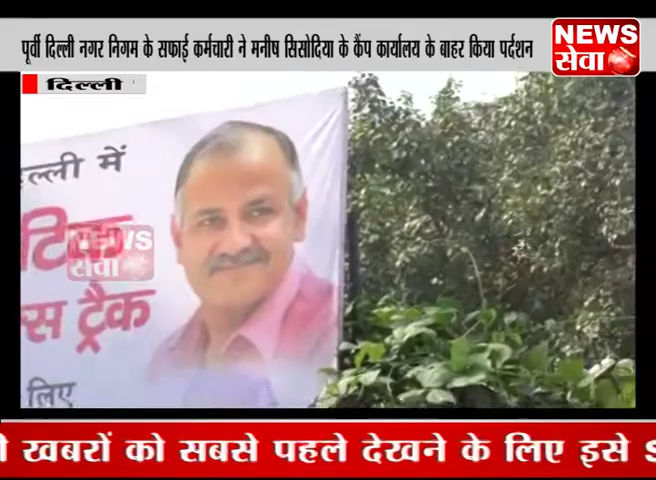 पूर्वी दिल्ली नगर निगम के सफाई कर्मचारी ने मनीष सिसोदिया के कैंप कार्यालय के बाहर किया पर्दशन
NEWS
सेवा
दिल्ली
ल्ली में
टिक
NEWS
सेवा
स ट्रैक
लिए
खबरों को सबसे पहले देखने के लिए इसे